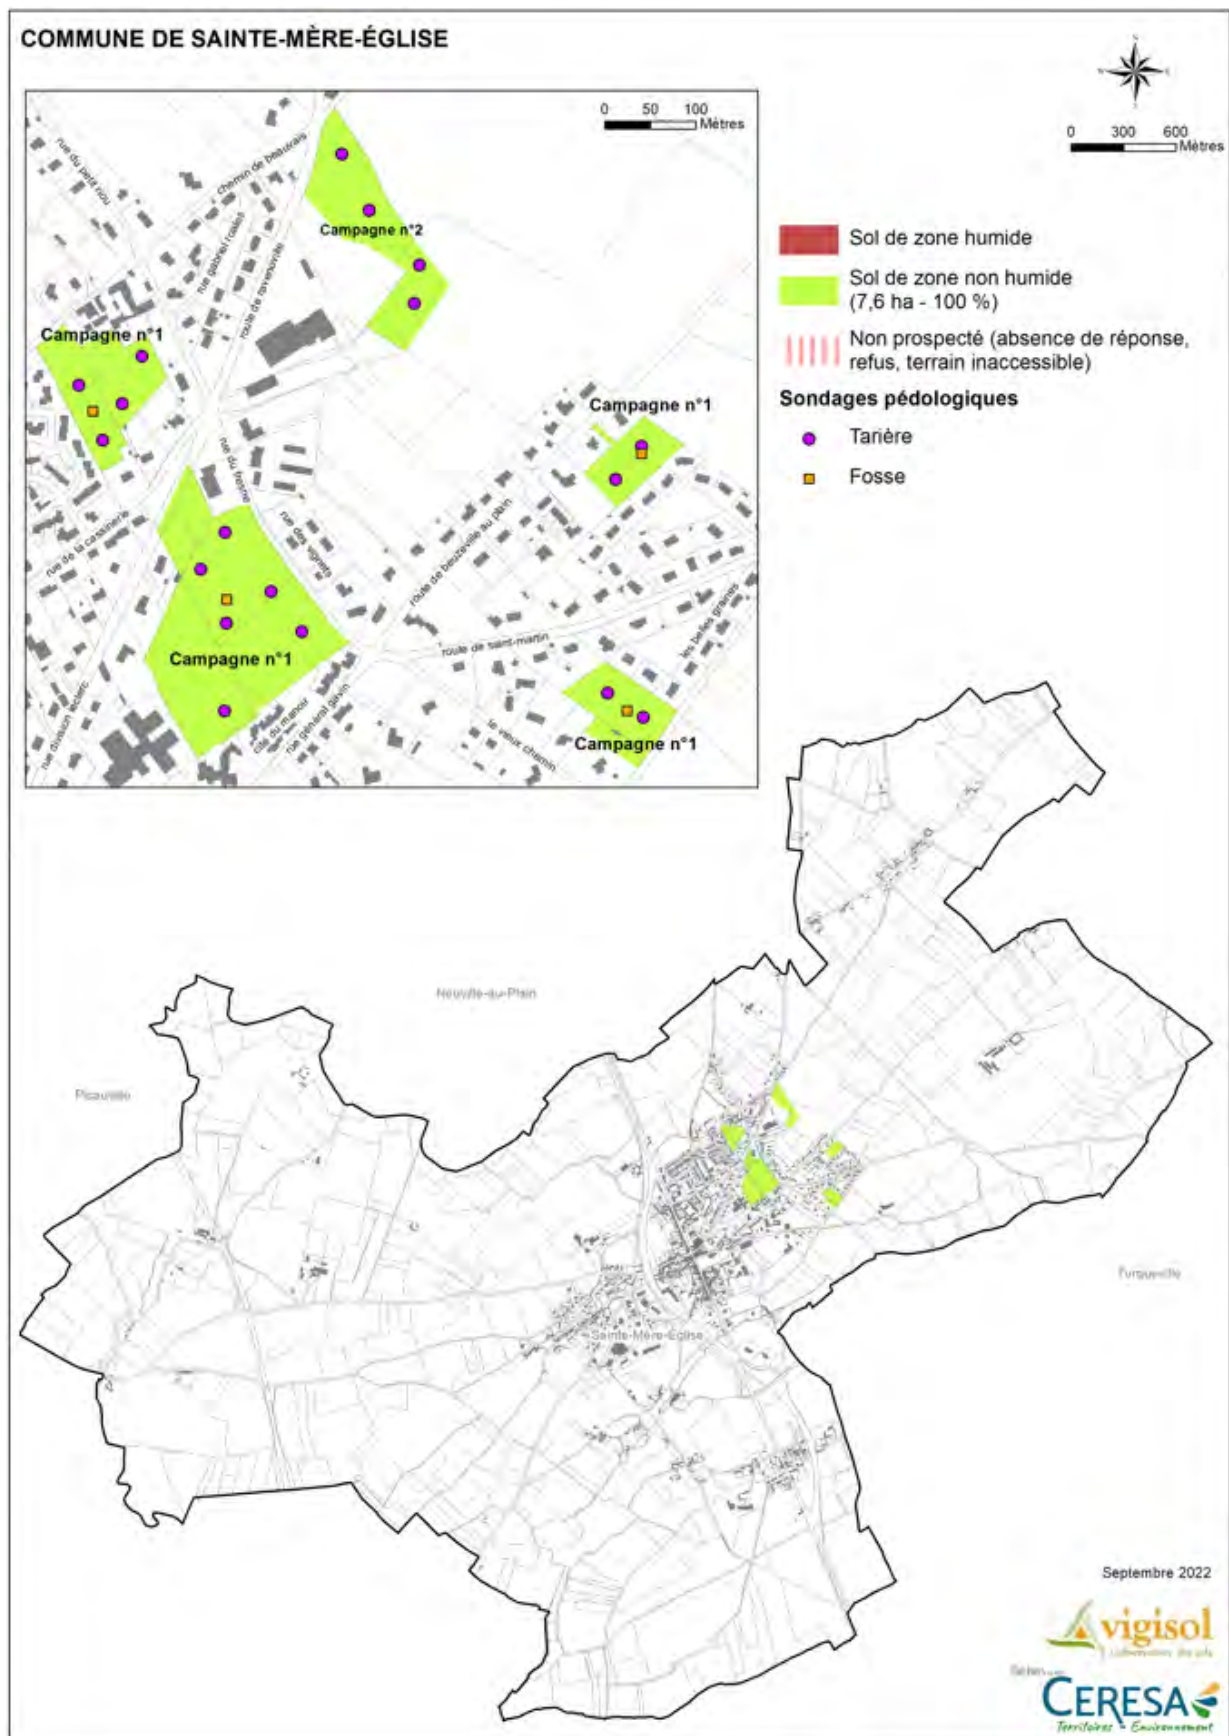 COMMUNE DE SAINTE-MÈRE-ÉGLISE
N
W E
S
0 50 100
Mètres
0 300 600
Mètres
rue du petit nou
chemin de beauvais
rue gabriel rosées
route de ravenoville
Campagne n°2
Campagne n°1
Campagne n°1
rue du fresne
rue des vignets
rue de la cassinerie
route de beuzeville au plain
Campagne n°1
route de saint-martin
les belles graines
rue division leclerc
cité du manoir
rue général gavin
le vieux chemin
Campagne n°1
Sol de zone humide
Sol de zone non humide
(7,6 ha - 100 %)
Non prospecté (absence de réponse,
refus, terrain inaccessible)
Sondages pédologiques
Tarière
Fosse
Neuville-au-Plain
Picauville
Turqueville
Sainte-Mère-Église
Septembre 2022
vigisol
CERESA
Territoires - Environnement